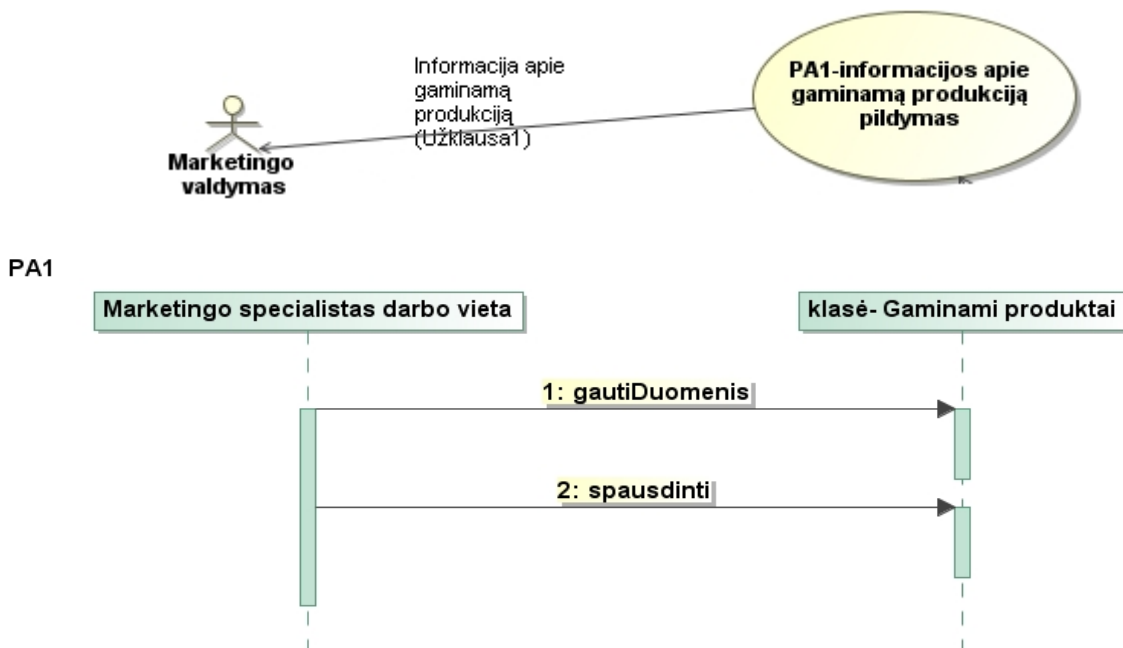 Informacija apie
gaminamą
produkciją
(Užklausa1)
PA1-informacijos apie
gaminamą produkciją
pildymas
Marketingo
valdymas
PA1
Marketingo specialistas darbo vieta
klasė- Gaminami produktai
1: gautiDuomenis
2: spausdinti